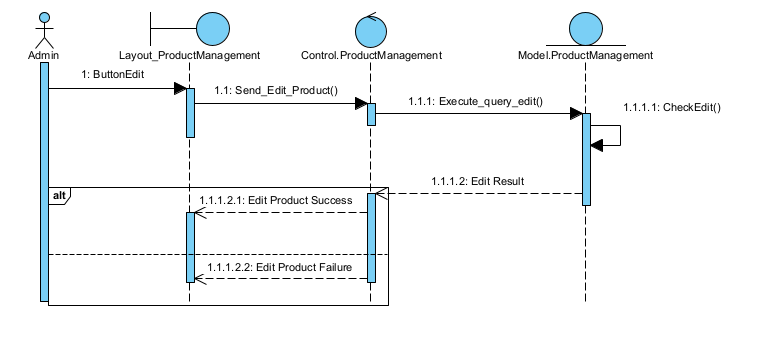 Admin
Layout_ProductManagement
Control.ProductManagement
Model.ProductManagement
1: ButtonEdit
1.1: Send_Edit_Product()
1.1.1: Execute_query_edit()
1.1.1.1: CheckEdit()
1.1.1.2: Edit Result
alt
1.1.1.2.1: Edit Product Success
1.1.1.2.2: Edit Product Failure